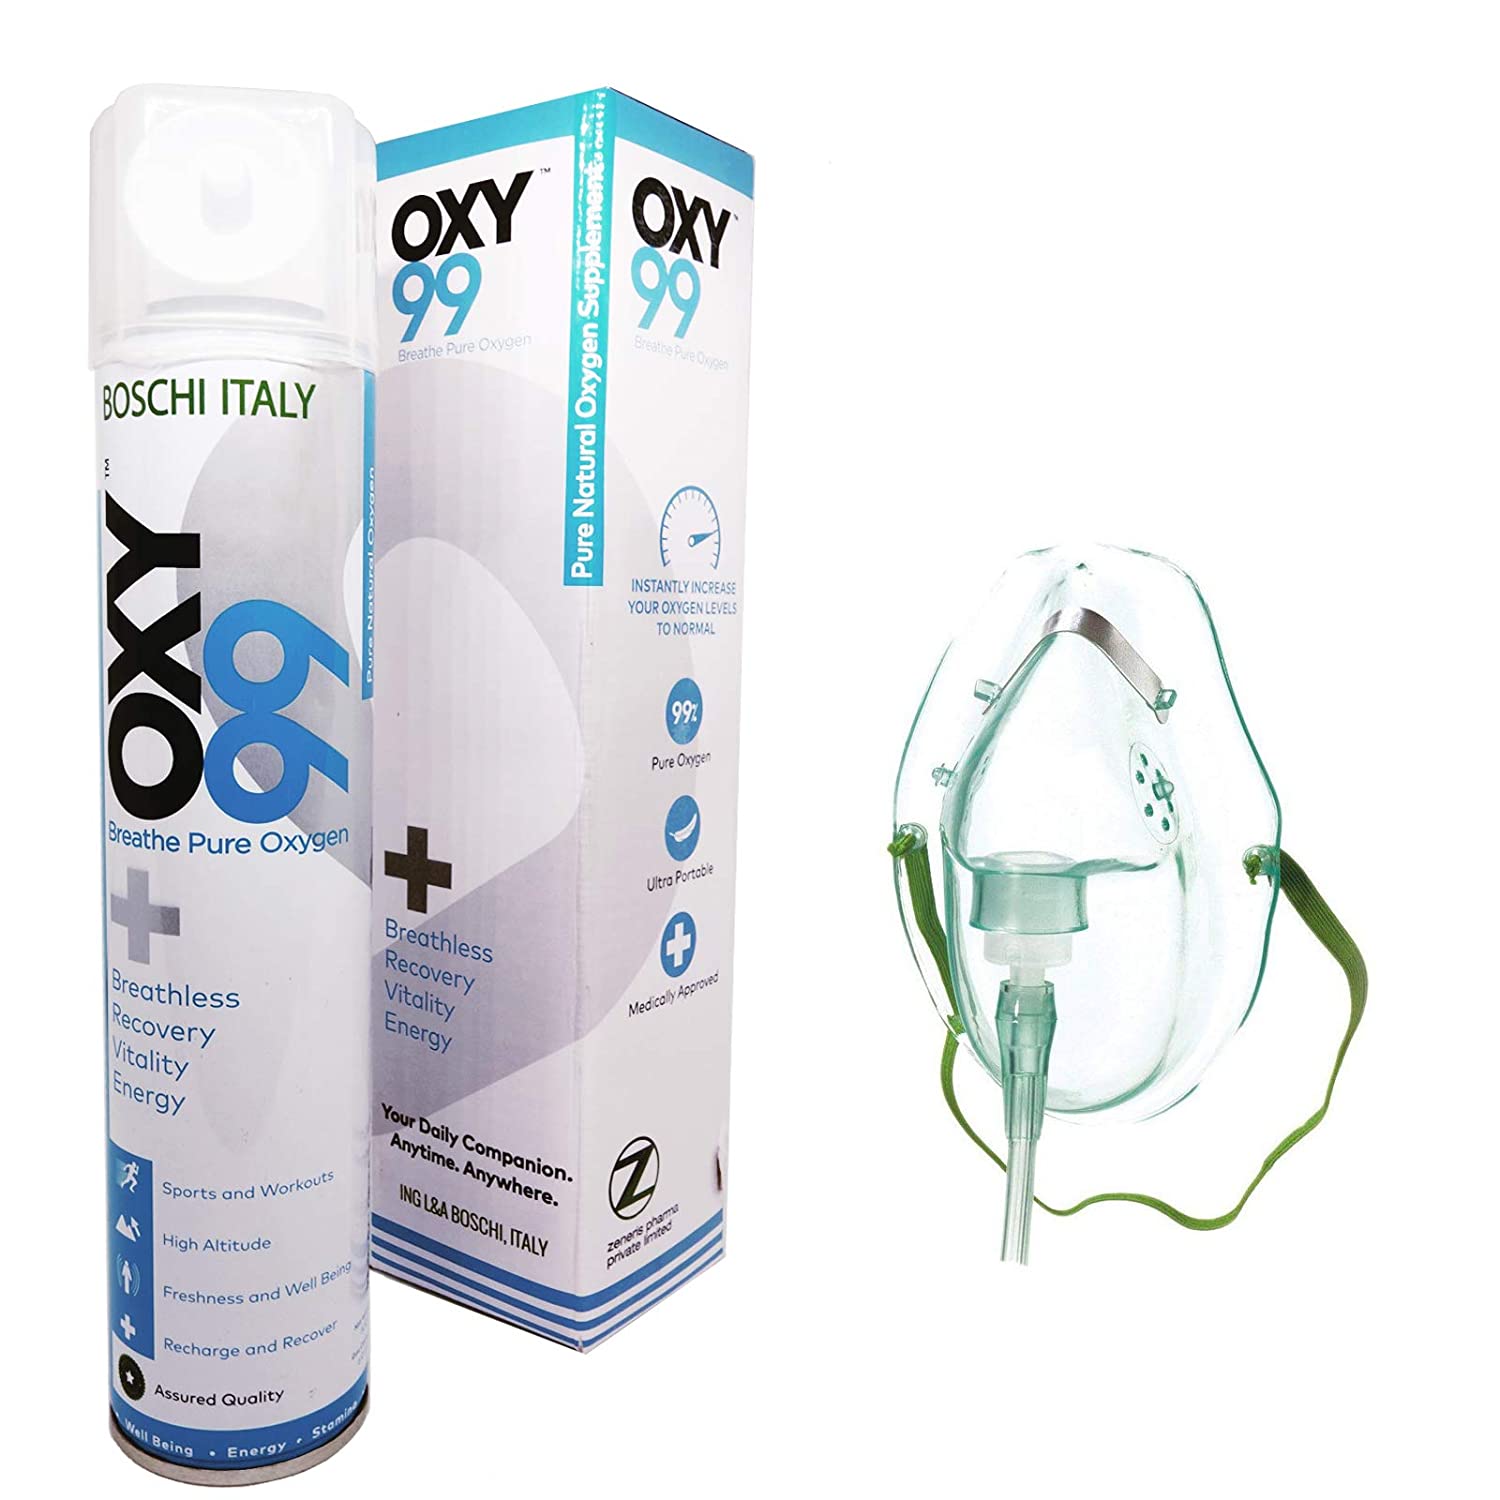 BOSCHI ITALY
OXY™
99
Breathe Pure Oxygen
Breathless
Recovery
Vitality
Energy
Sports and Workouts
High Altitude
Freshness and Well Being
Recharge and Recover
Assured Quality
Well Being • Energy • Stamina
Pure Natural Oxygen
OXY™
99
Breathe Pure Oxygen
Breathless
Recovery
Vitality
Energy
Your Daily Companion.
Anytime. Anywhere.
ING L&A BOSCHI, ITALY
Pure Natural Oxygen Supplement
OXY™
99
Breathe Pure Oxygen
INSTANTLY INCREASE
YOUR OXYGEN LEVELS
TO NORMAL
99%
Pure Oxygen
Ultra Portable
Medically Approved
Z
zeneris pharma
private limited